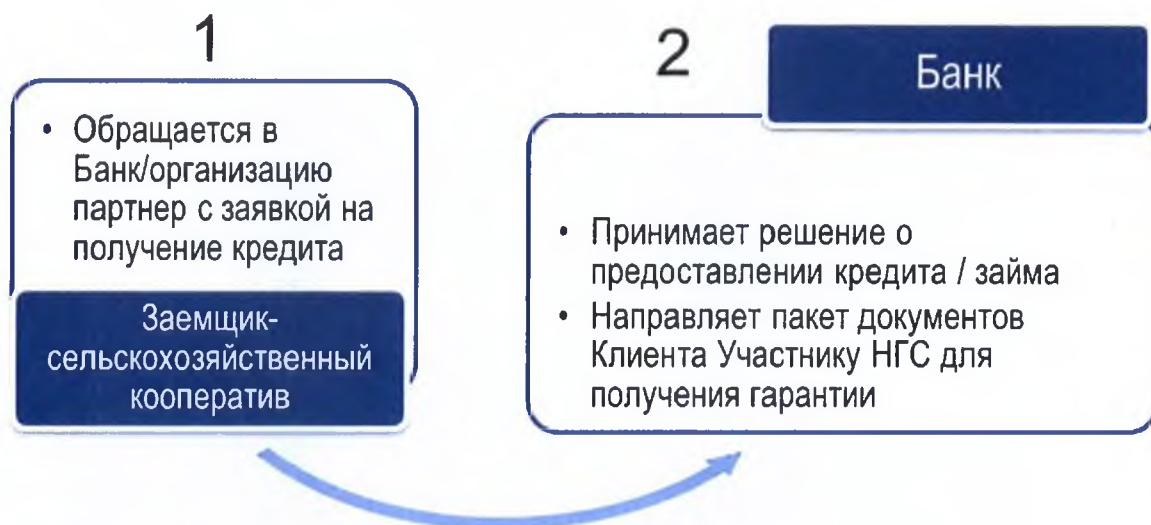 1
• Обращается в
Банк/организацию
партнер с заявкой на
получение кредита
Заемщик-
сельскохозяйственный
кооператив
2
Банк
• Принимает решение о
предоставлении кредита / займа
• Направляет пакет документов
Клиента Участнику НГС для
получения гарантии